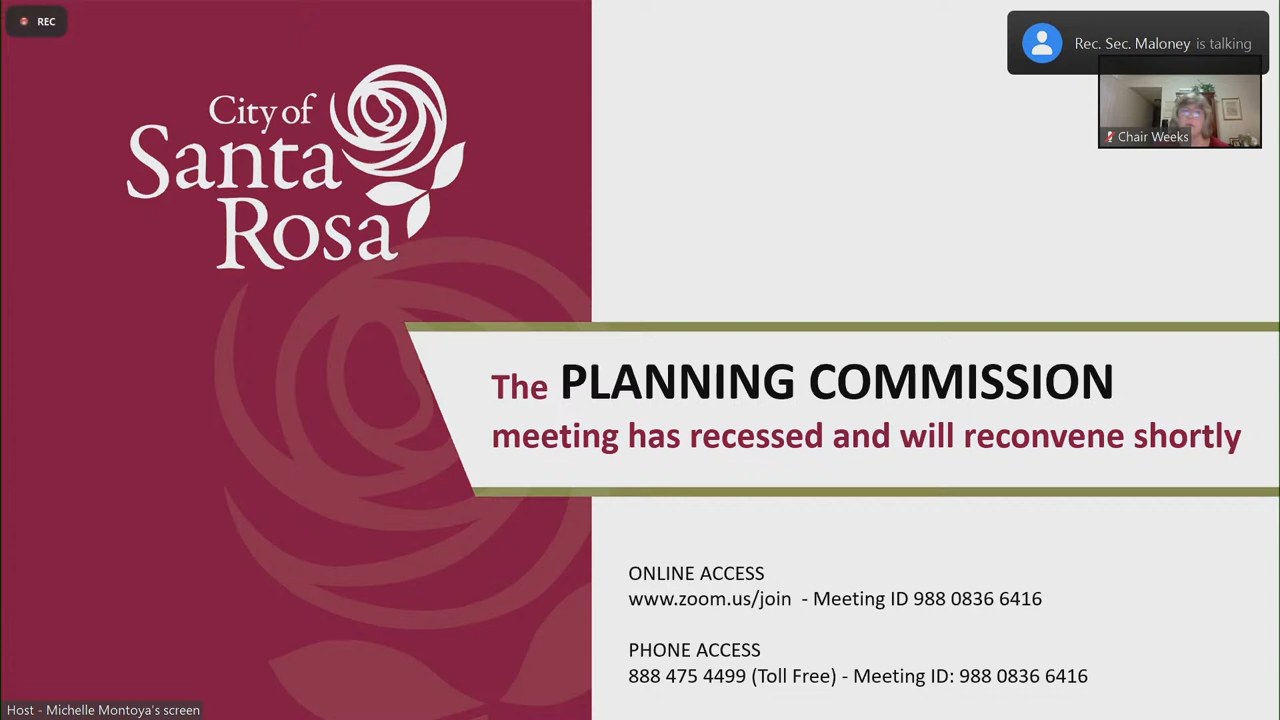 REC
Rec. Sec. Maloney is talking
Chair Weeks
City of
Santa
Rosa
The PLANNING COMMISSION
meeting has recessed and will reconvene shortly
ONLINE ACCESS
www.zoom.us/join - Meeting ID 988 0836 6416
PHONE ACCESS
888 475 4499 (Toll Free) - Meeting ID: 988 0836 6416
Host - Michelle Montoya's screen